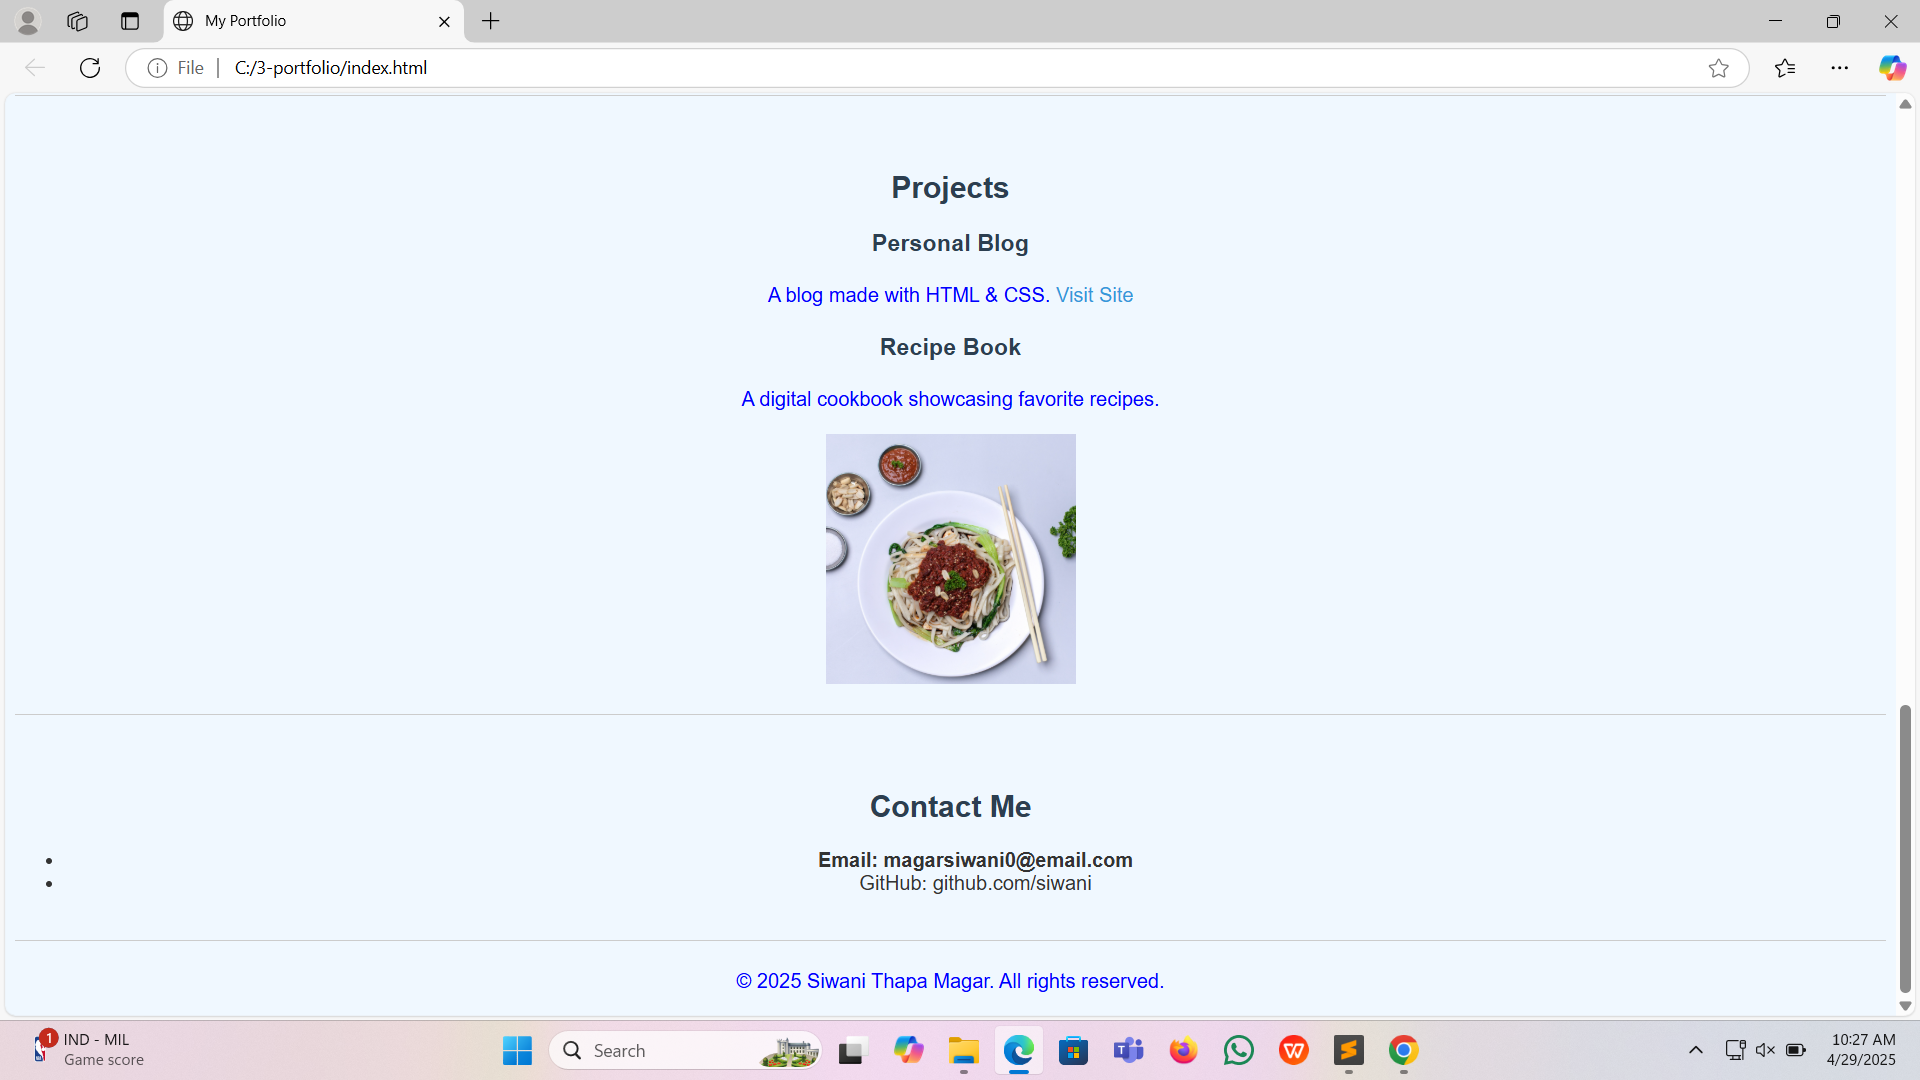 My Portfolio
File
C:/3-portfolio/index.html
Projects
Personal Blog
A blog made with HTML & CSS. Visit Site
Recipe Book
A digital cookbook showcasing favorite recipes.
Contact Me
• Email: magarsiwani0@email.com
• GitHub: github.com/siwani
© 2025 Siwani Thapa Magar. All rights reserved.
1
IND - MIL
Game score
Search
10:27 AM
4/29/2025